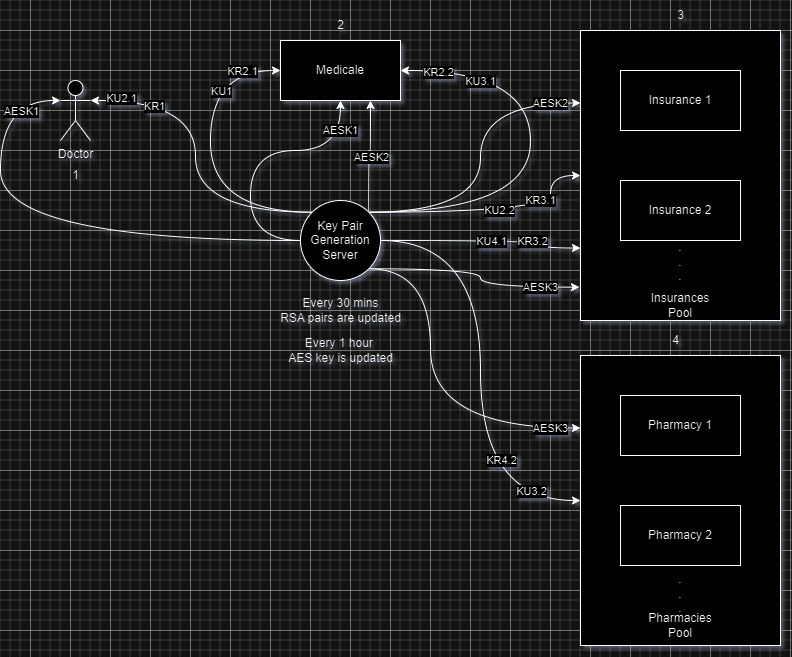 2
3
KR2.1
Medicale
KR2.2
KU3.1
KU1
Insurance 1
KU2.1
KR1
AESK2
AESK1
AESK1
Doctor
AESK2
1
KR3.1
KU2.2
Insurance 2
Key Pair
Generation
Server
KU4.1
KR3.2
.
.
.
AESK3
Every 30 mins
RSA pairs are updated
Insurances
Pool
Every 1 hour
AES key is updated
4
Pharmacy 1
AESK3
KR4.2
KU3.2
Pharmacy 2
.
.
.
Pharmacies
Pool